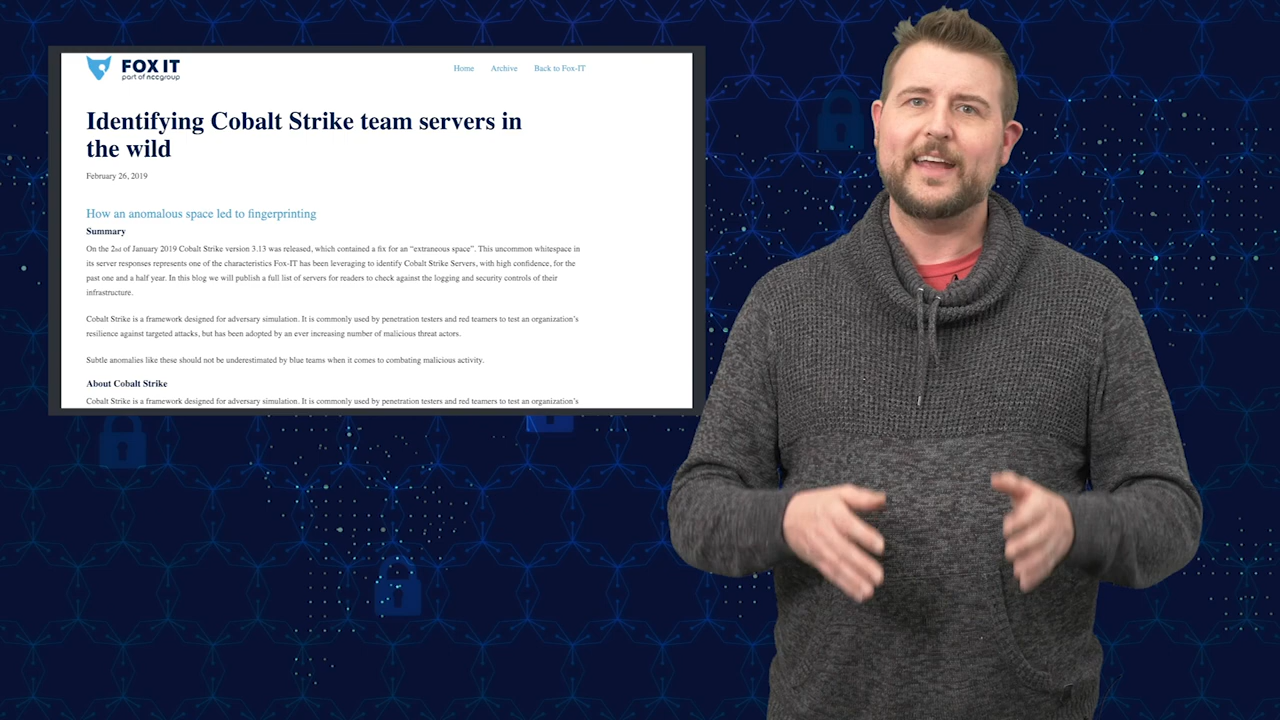 FOX IT
part of nccgroup
Home Archive Back to Fox-IT
Identifying Cobalt Strike team servers in
the wild
February 26, 2019
How an anomalous space led to fingerprinting
Summary
On the 2nd of January 2019 Cobalt Strike version 3.13 was released, which contained a fix for an “extraneous space”. This uncommon whitespace in
its server responses represents one of the characteristics Fox-IT has been leveraging to identify Cobalt Strike Servers, with high confidence, for the
past one and a half year. In this blog we will publish a full list of servers for readers to check against the logging and security controls of their
infrastructure.
Cobalt Strike is a framework designed for adversary simulation. It is commonly used by penetration testers and red teamers to test an organization’s
resilience against targeted attacks, but has been adopted by an ever increasing number of malicious threat actors.
Subtle anomalies like these should not be underestimated by blue teams when it comes to combating malicious activity.
About Cobalt Strike
Cobalt Strike is a framework designed for adversary simulation. It is commonly used by penetration testers and red teamers to test an organization’s